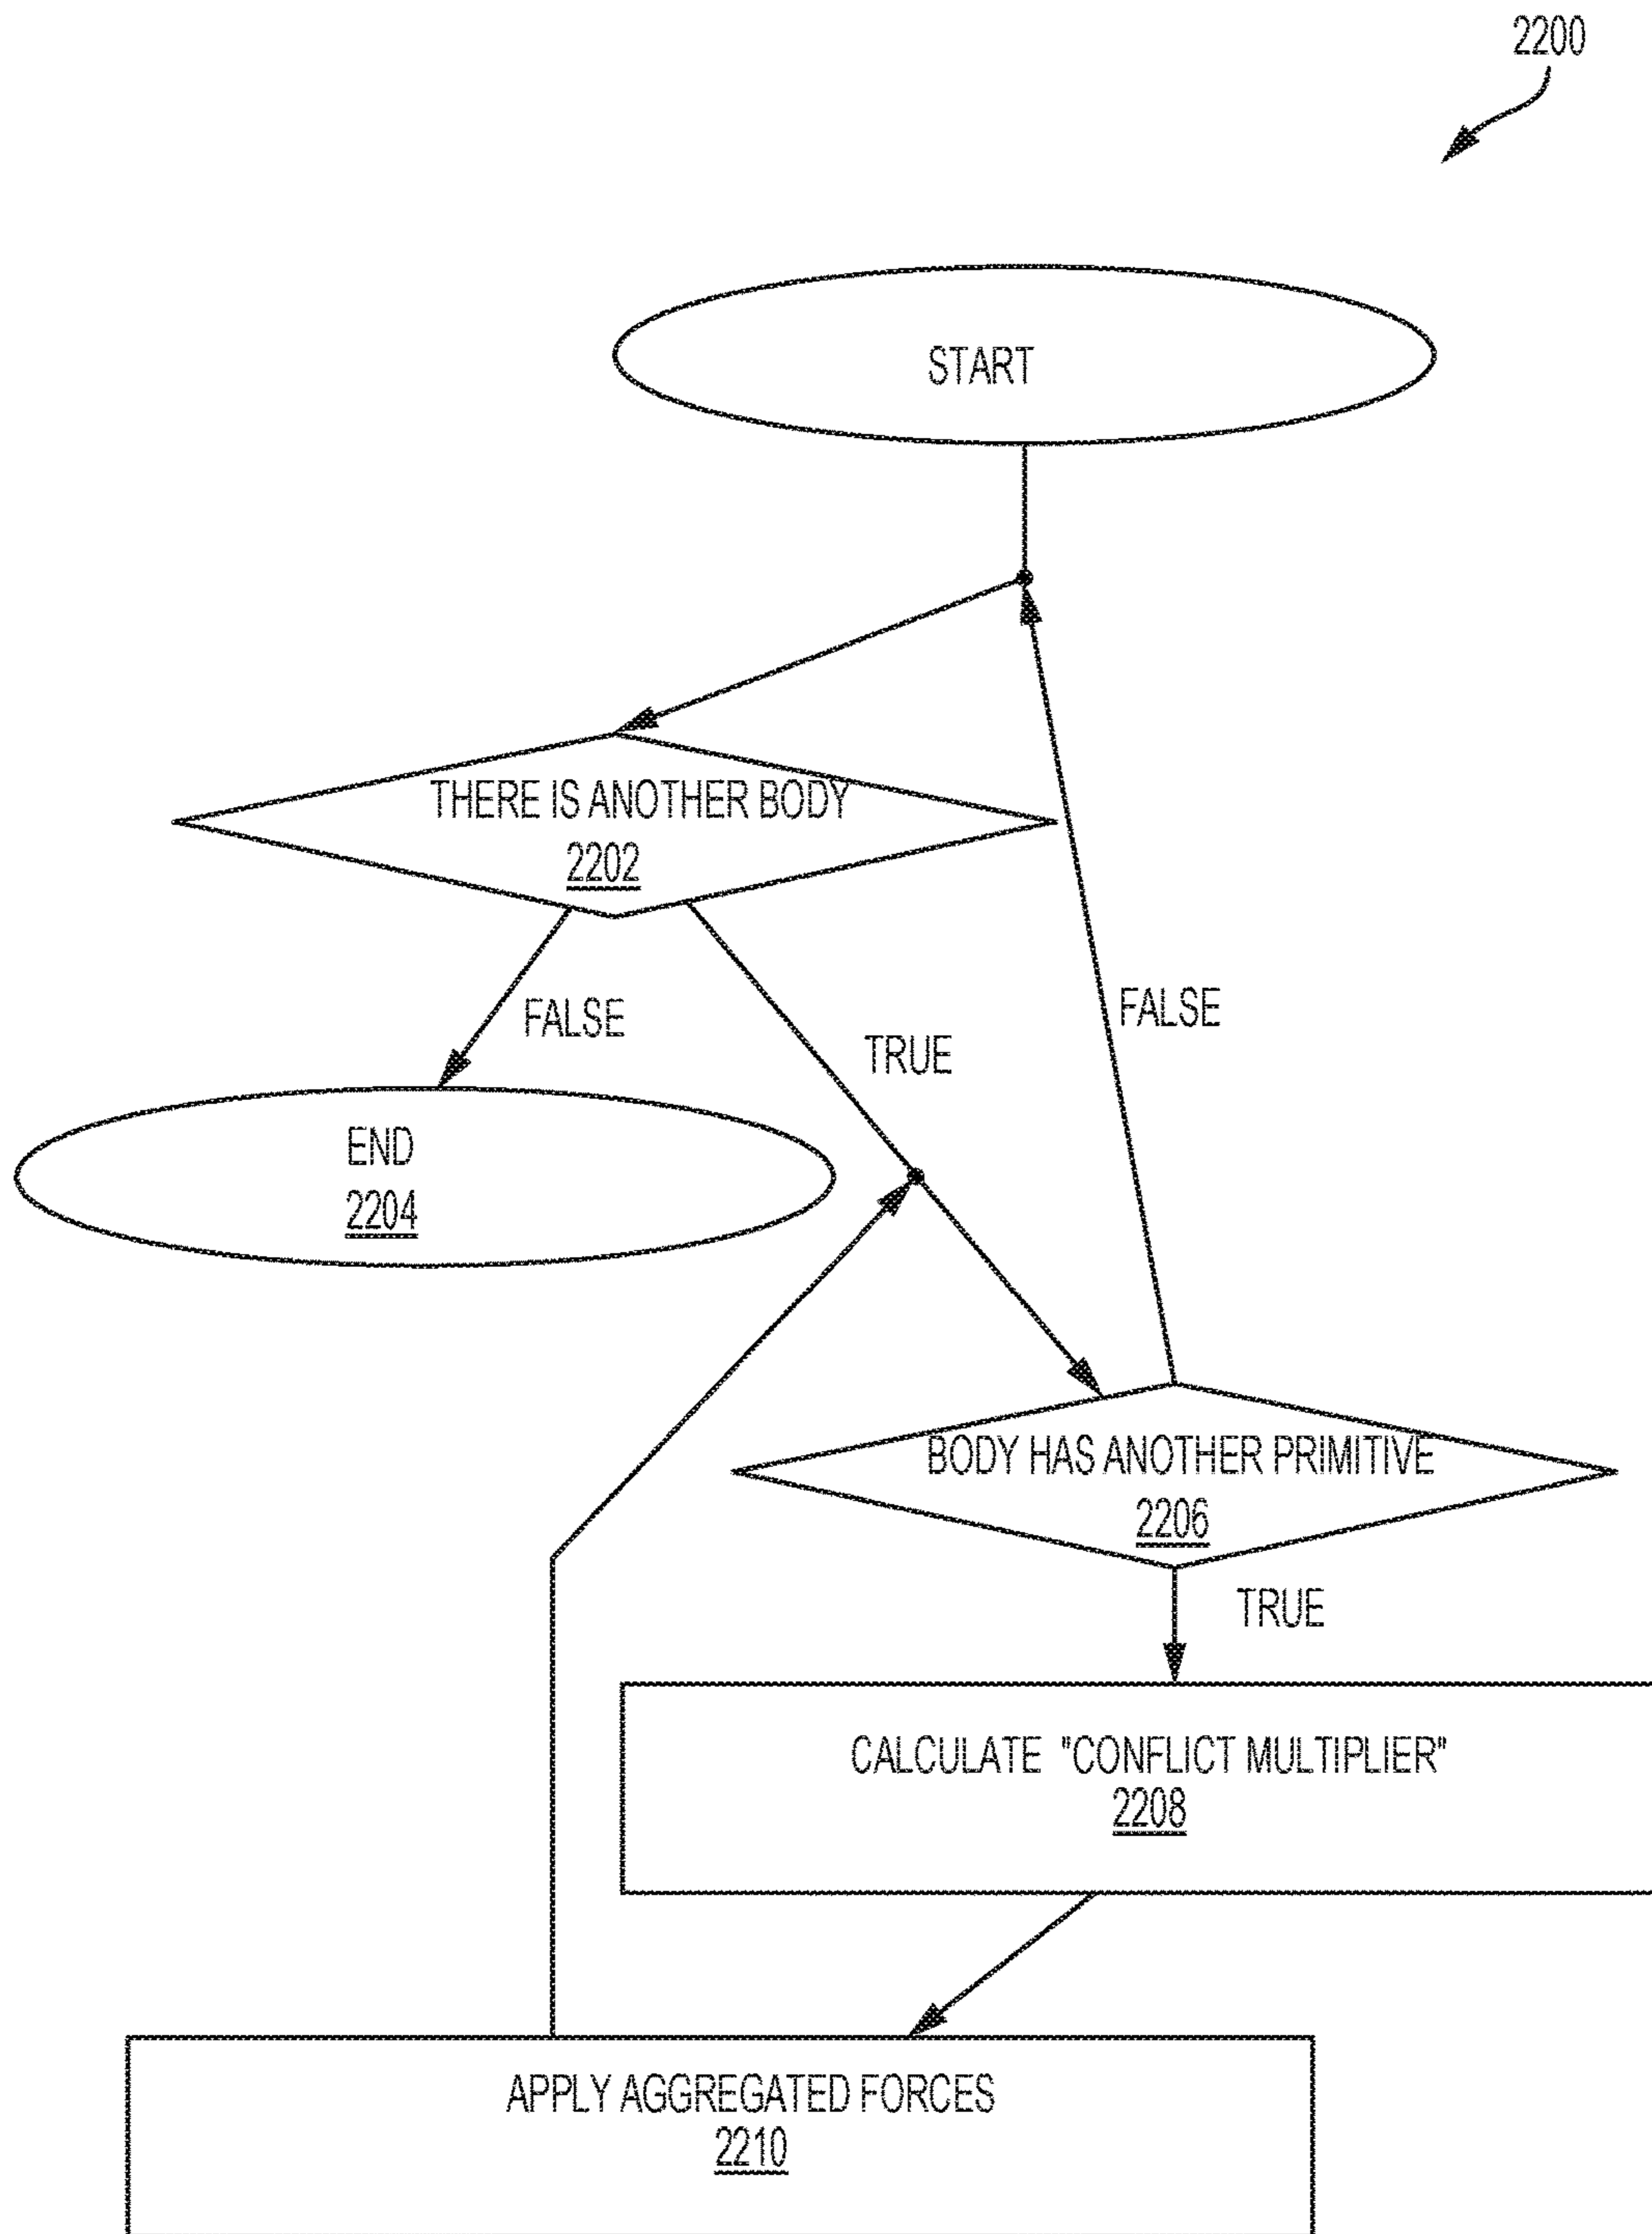 2200
START
THERE IS ANOTHER BODY
2202
FALSE
TRUE
FALSE
END
2204
BODY HAS ANOTHER PRIMITIVE
2206
TRUE
CALCULATE "CONFLICT MULTIPLIER"
2208
APPLY AGGREGATED FORCES
2210